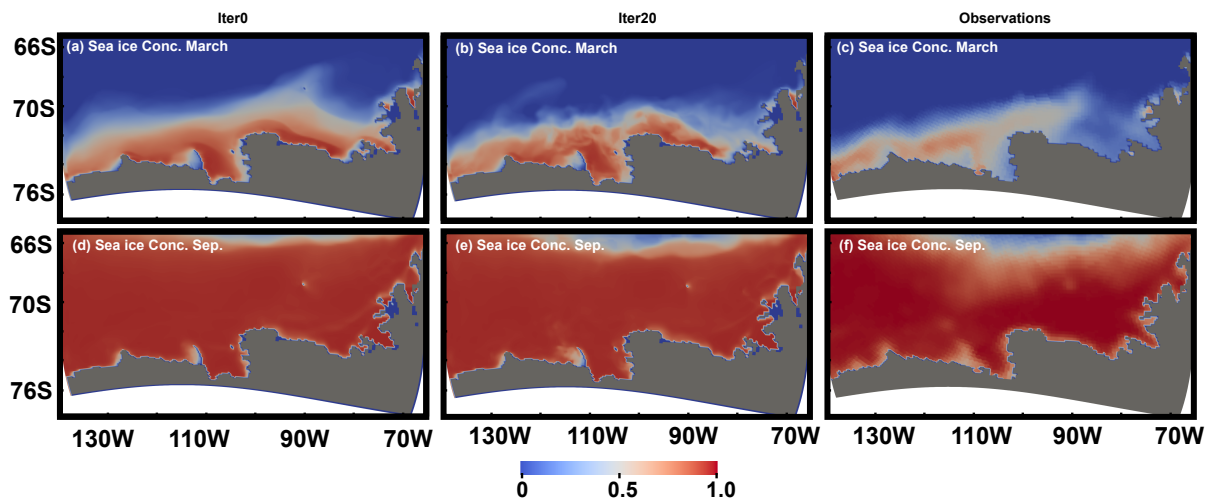 Iter0 Iter20 Observations
66S (a) Sea ice Conc. March (b) Sea ice Conc. March (c) Sea ice Conc. March
70S
76S
66S (d) Sea ice Conc. Sep. (e) Sea ice Conc. Sep. (f) Sea ice Conc. Sep.
70S
76S
130W 110W 90W 70W 130W 110W 90W 70W 130W 110W 90W 70W
0 0.5 1.0